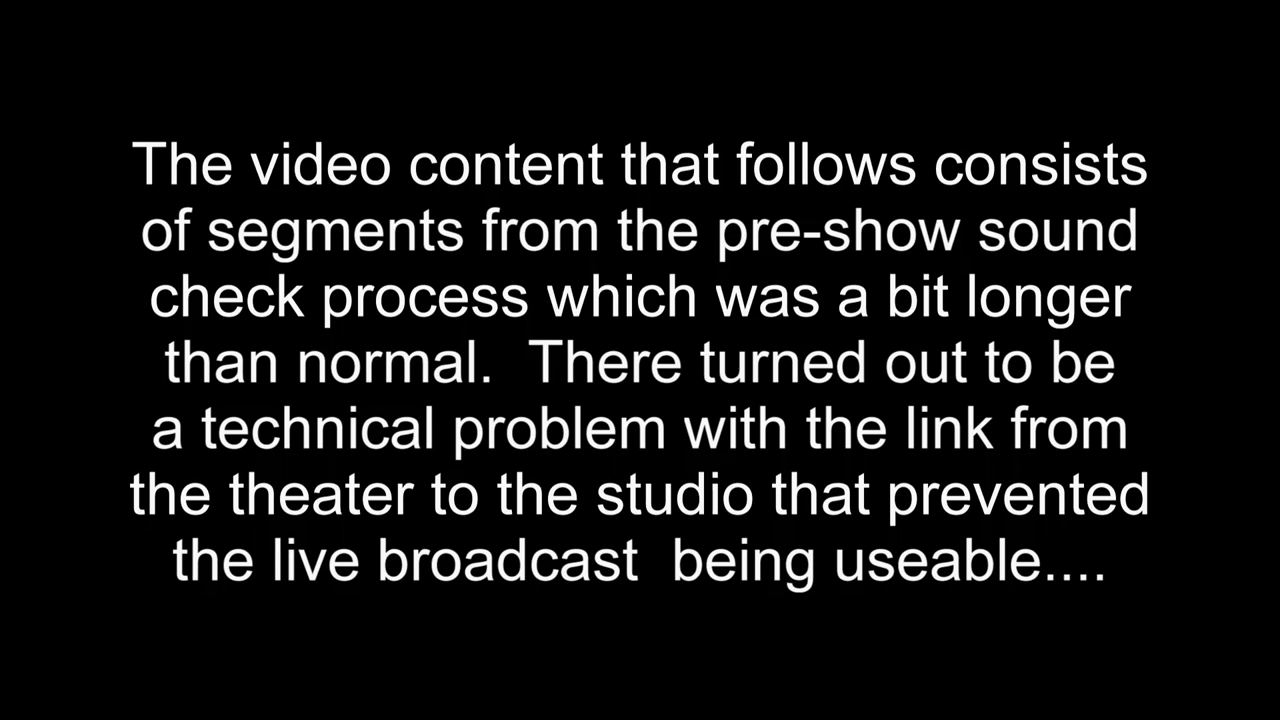 The video content that follows consists
of segments from the pre-show sound
check process which was a bit longer
than normal.  There turned out to be
a technical problem with the link from
the theater to the studio that prevented
the live broadcast  being useable....